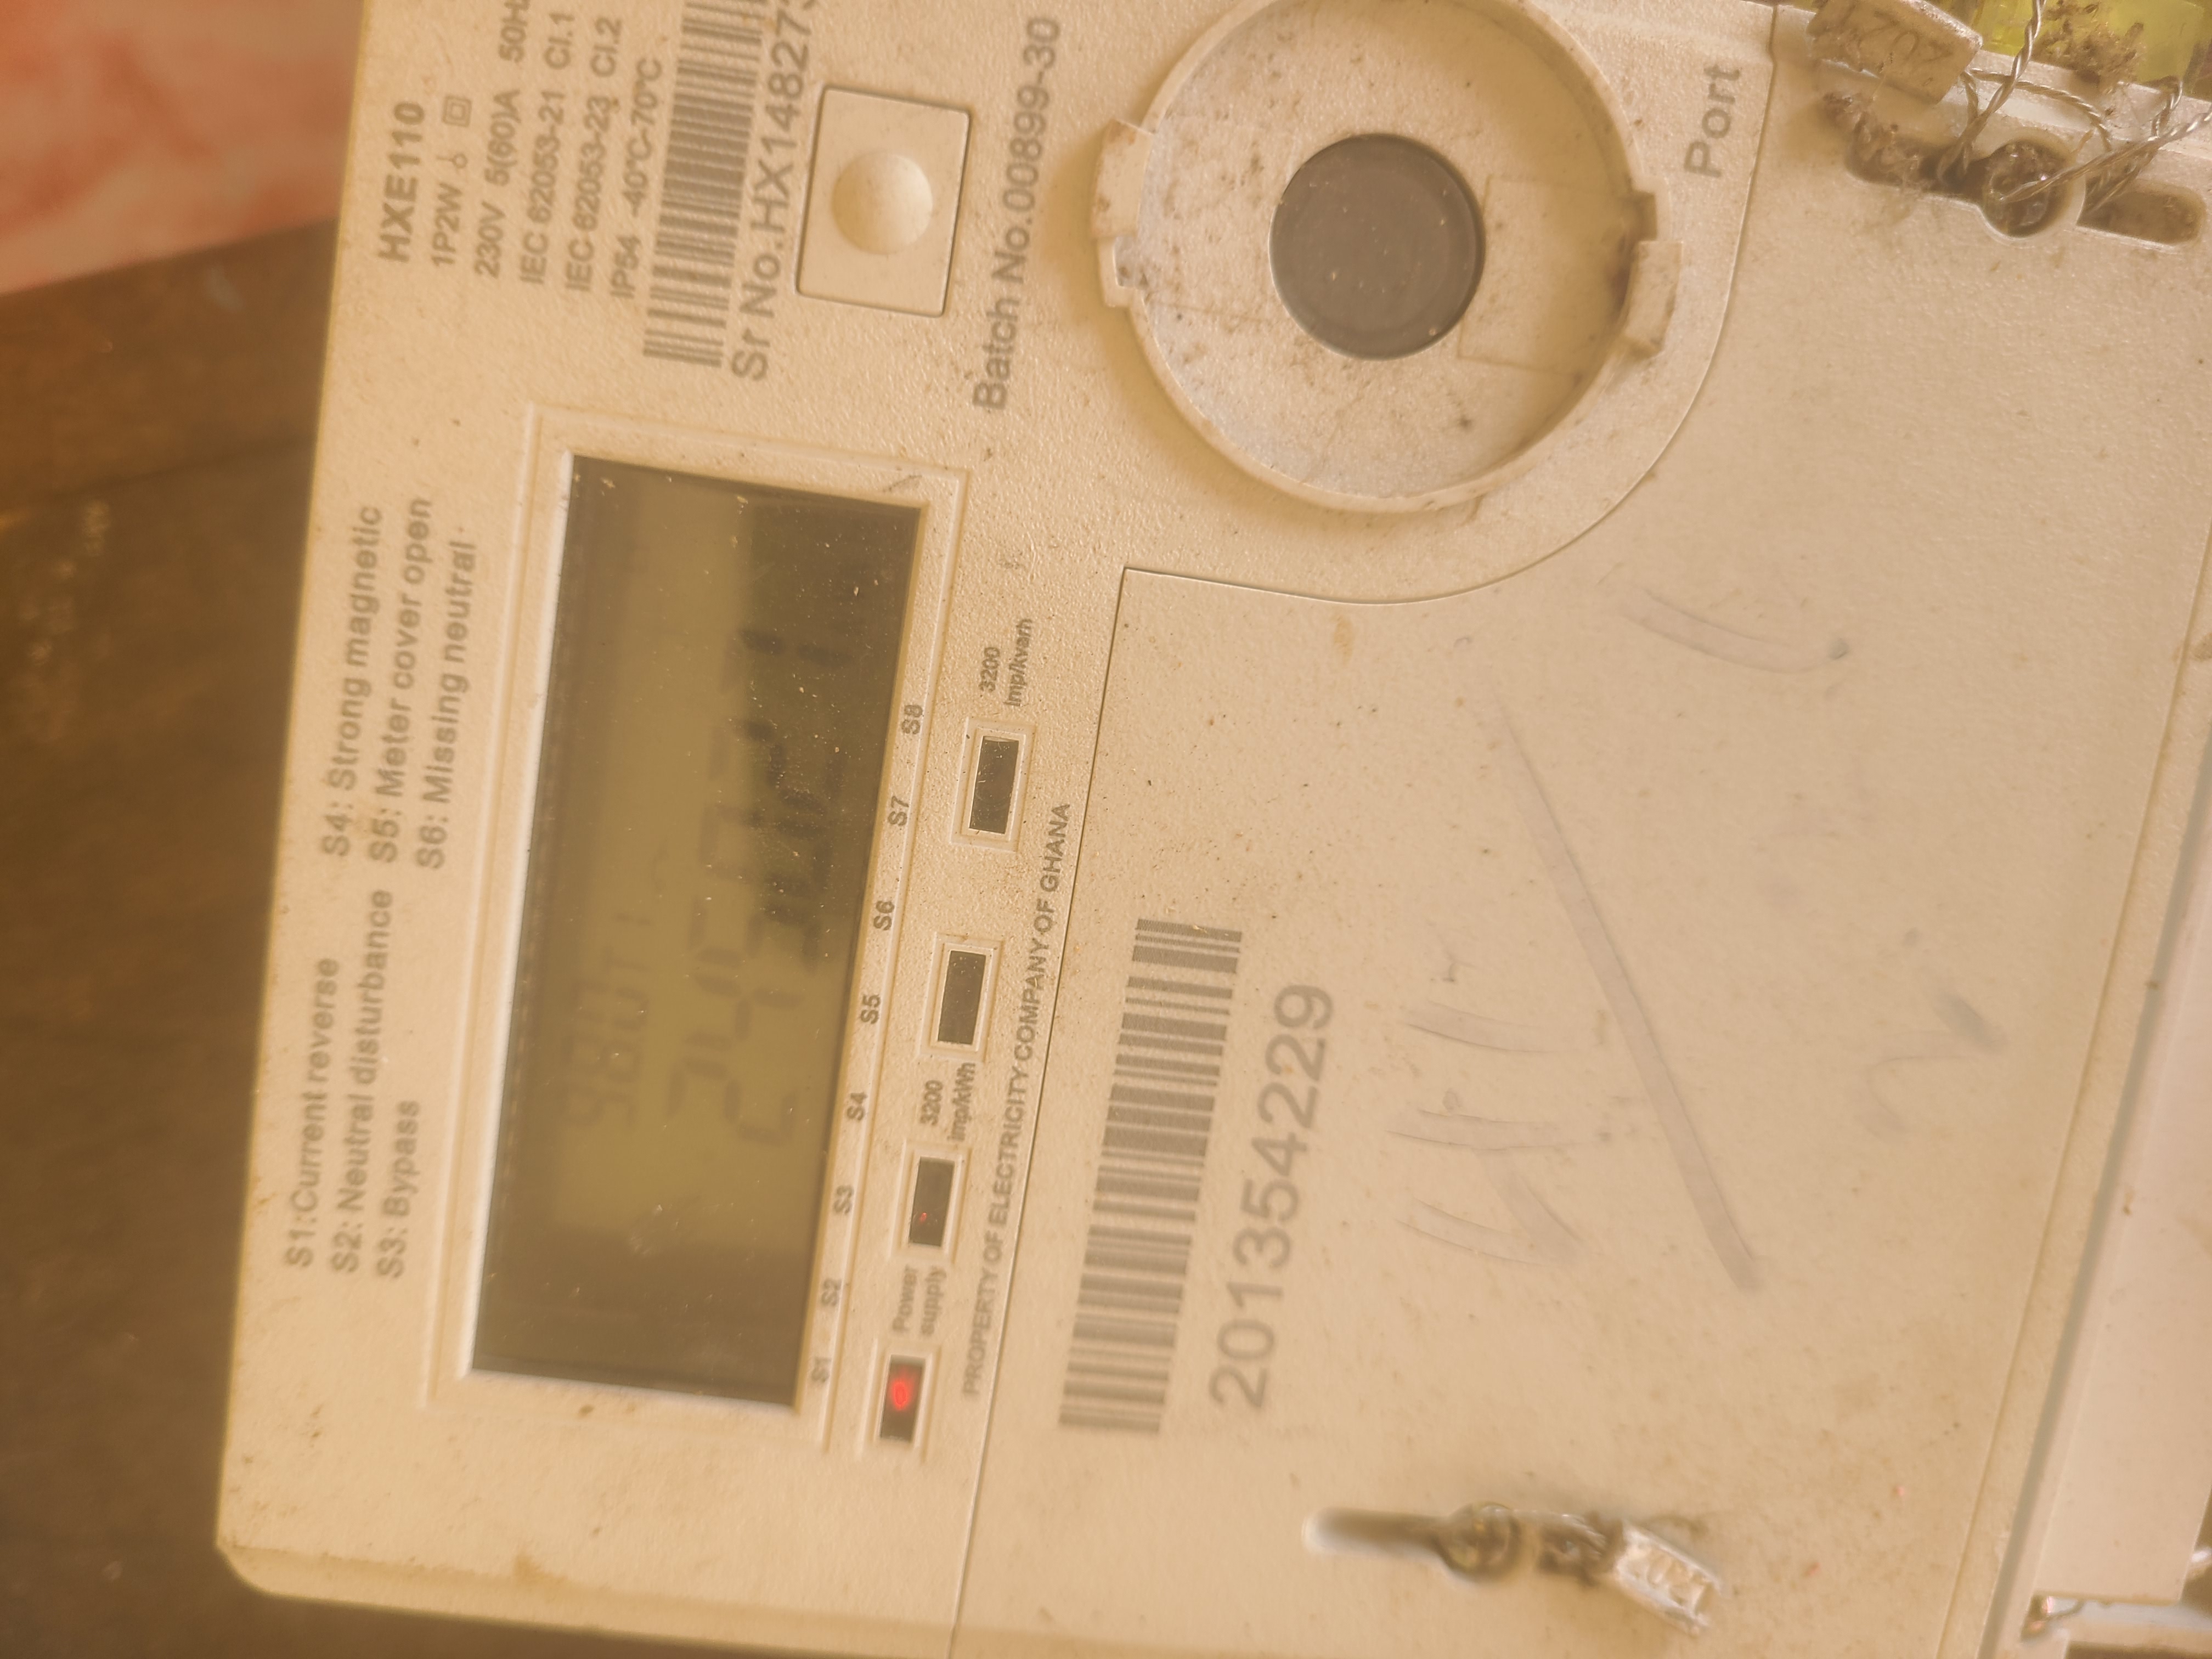 S1:Current reverse
S2: Neutral disturbance
S3: Bypass
S4: Strong magnetic
S5: Meter cover open
S6: Missing neutral
HXE110
1P2W
230V 5(60)A 50Hz
IEC 62053-21 Cl.1
IEC 62053-23 Cl.2
IP54 -40°C-70°C
Sr No.HX148273
S1 S2 S3 S4 S5 S6 S7 S8
Power
supply
3200
imp/kWh
3200
imp/kvarh
PROPERTY OF ELECTRICITY COMPANY OF GHANA
Batch No.00899-30
201354229
Port